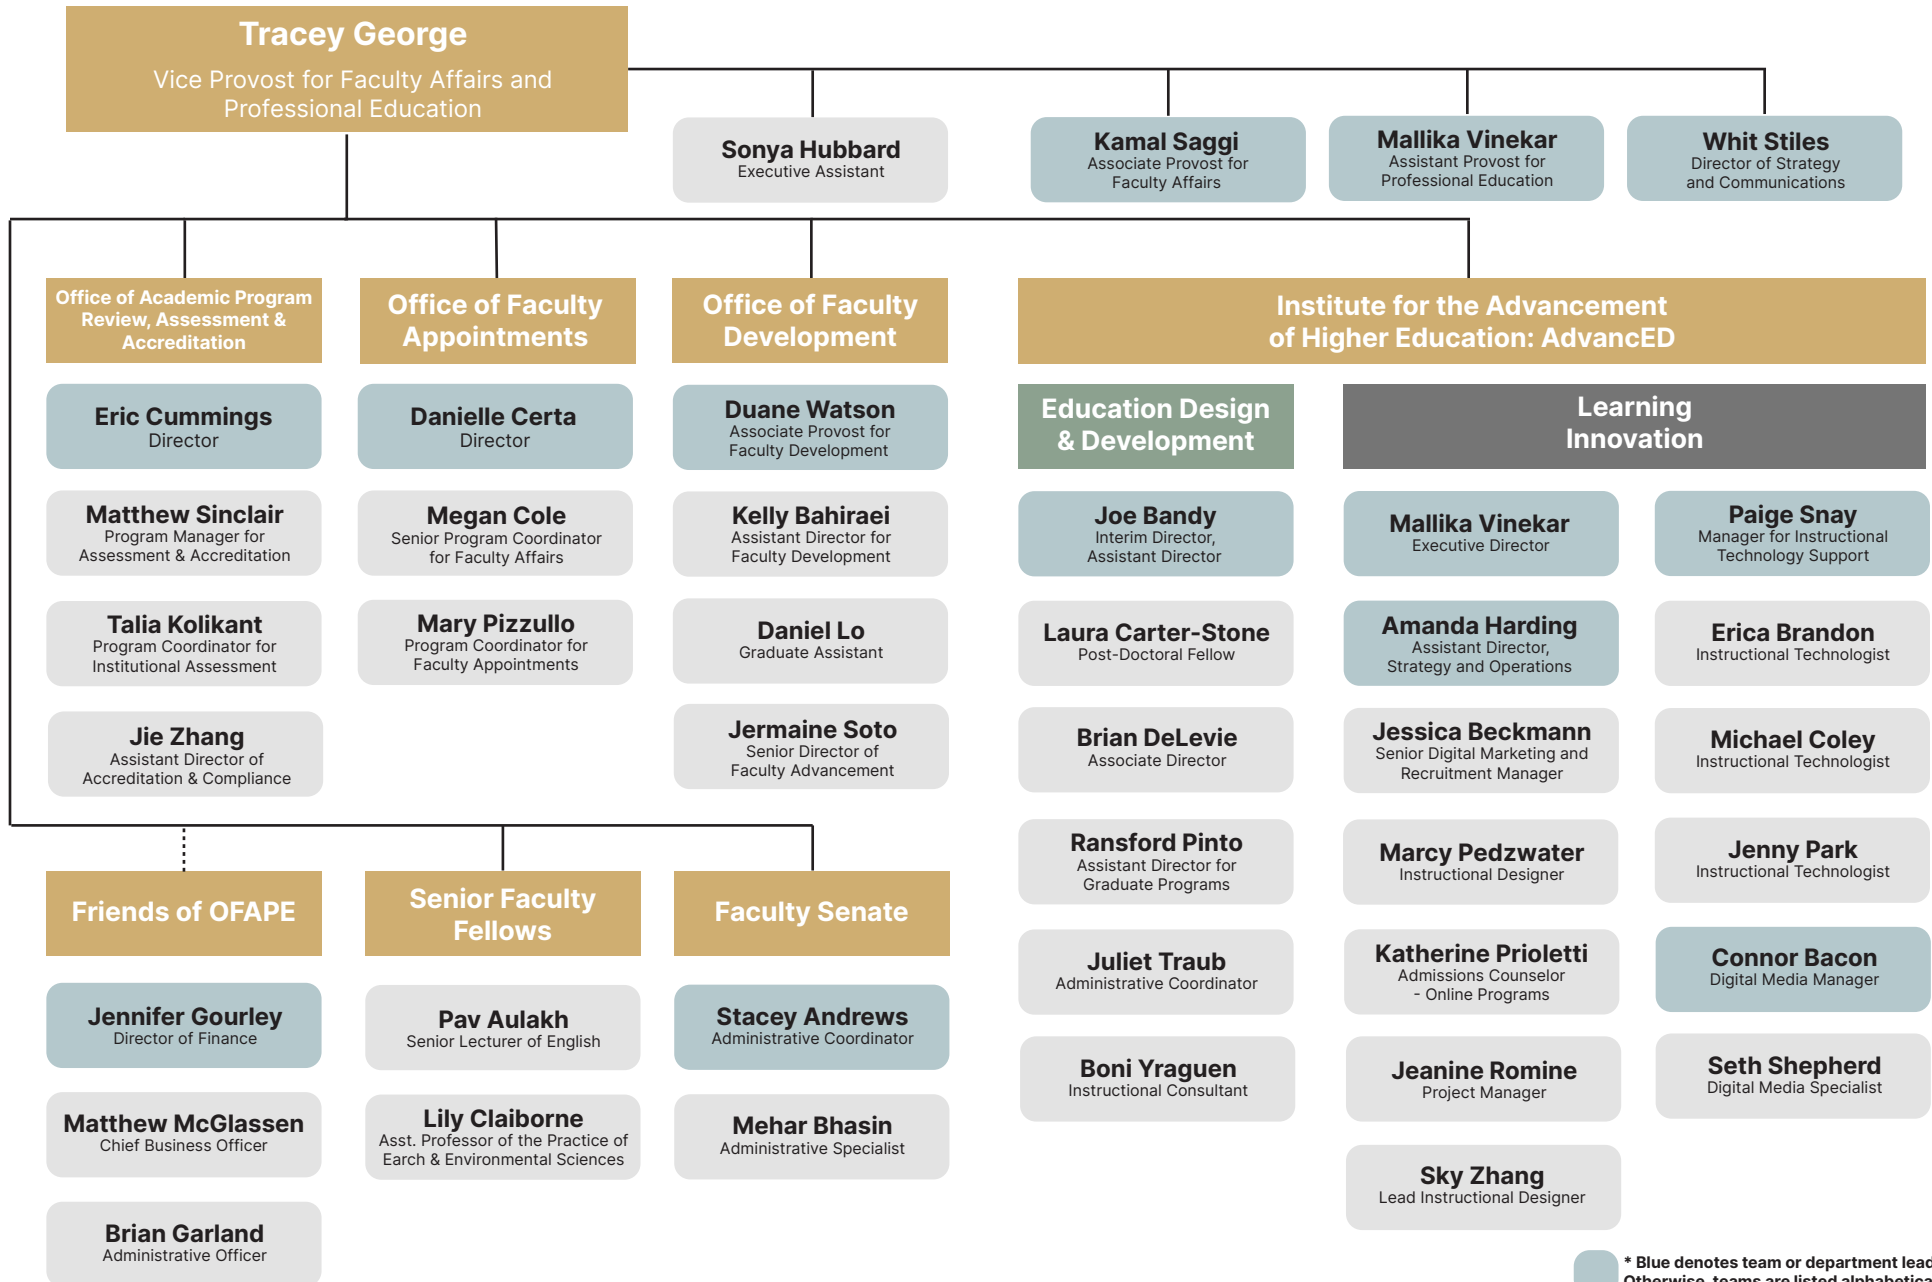 Tracey George
Vice Provost for Faculty Affairs and
Professional Education
Sonya Hubbard
Executive Assistant
Kamal Saggi
Associate Provost for
Faculty Affairs
Mallika Vinekar
Assistant Provost for
Professional Education
Whit Stiles
Director of Strategy
and Communications
Office of Academic Program
Review, Assessment &
Accreditation
Eric Cummings
Director
Matthew Sinclair
Program Manager for
Assessment & Accreditation
Talia Kolikant
Program Coordinator for
Institutional Assessment
Jie Zhang
Assistant Director of
Accreditation & Compliance
Office of Faculty
Appointments
Danielle Certa
Director
Megan Cole
Senior Program Coordinator
for Faculty Affairs
Mary Pizzullo
Program Coordinator for
Faculty Appointments
Office of Faculty
Development
Duane Watson
Associate Provost for
Faculty Development
Kelly Bahiraei
Assistant Director for
Faculty Development
Daniel Lo
Graduate Assistant
Jermaine Soto
Senior Director of
Faculty Advancement
Institute for the Advancement
of Higher Education: AdvancED
Education Design
& Development
Joe Bandy
Interim Director,
Assistant Director
Laura Carter-Stone
Post-Doctoral Fellow
Brian DeLevie
Associate Director
Ransford Pinto
Assistant Director for
Graduate Programs
Juliet Traub
Administrative Coordinator
Boni Yraguen
Instructional Consultant
Learning
Innovation
Mallika Vinekar
Executive Director
Amanda Harding
Assistant Director,
Strategy and Operations
Jessica Beckmann
Senior Digital Marketing and
Recruitment Manager
Marcy Pedzwater
Instructional Designer
Katherine Prioletti
Admissions Counselor
- Online Programs
Jeanine Romine
Project Manager
Sky Zhang
Lead Instructional Designer
Paige Snay
Manager for Instructional
Technology Support
Erica Brandon
Instructional Technologist
Michael Coley
Instructional Technologist
Jenny Park
Instructional Technologist
Connor Bacon
Digital Media Manager
Seth Shepherd
Digital Media Specialist
Friends of OFAPE
Jennifer Gourley
Director of Finance
Matthew McGlassen
Chief Business Officer
Brian Garland
Administrative Officer
Senior Faculty
Fellows
Pav Aulakh
Senior Lecturer of English
Lily Claiborne
Asst. Professor of the Practice of
Earch & Environmental Sciences
Faculty Senate
Stacey Andrews
Administrative Coordinator
Mehar Bhasin
Administrative Specialist
* Blue denotes team or department lead
Otherwise, teams are listed